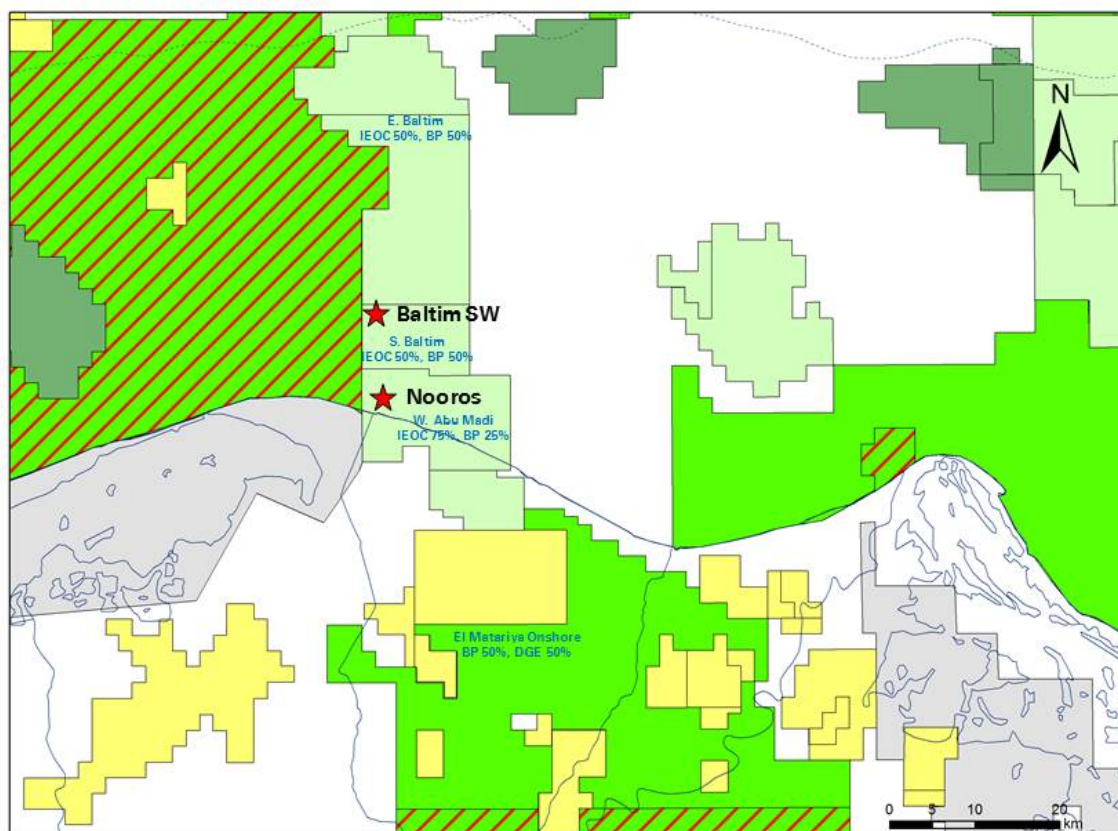 N
E. Baltim
IEOC 50%, BP 50%
Baltim SW
S. Baltim
IEOC 50%, BP 50%
Nooros
W. Abu Madi
IEOC 75%, BP 25%
El Matariya Onshore
BP 50%, DGE 50%
0 5 10 20
km